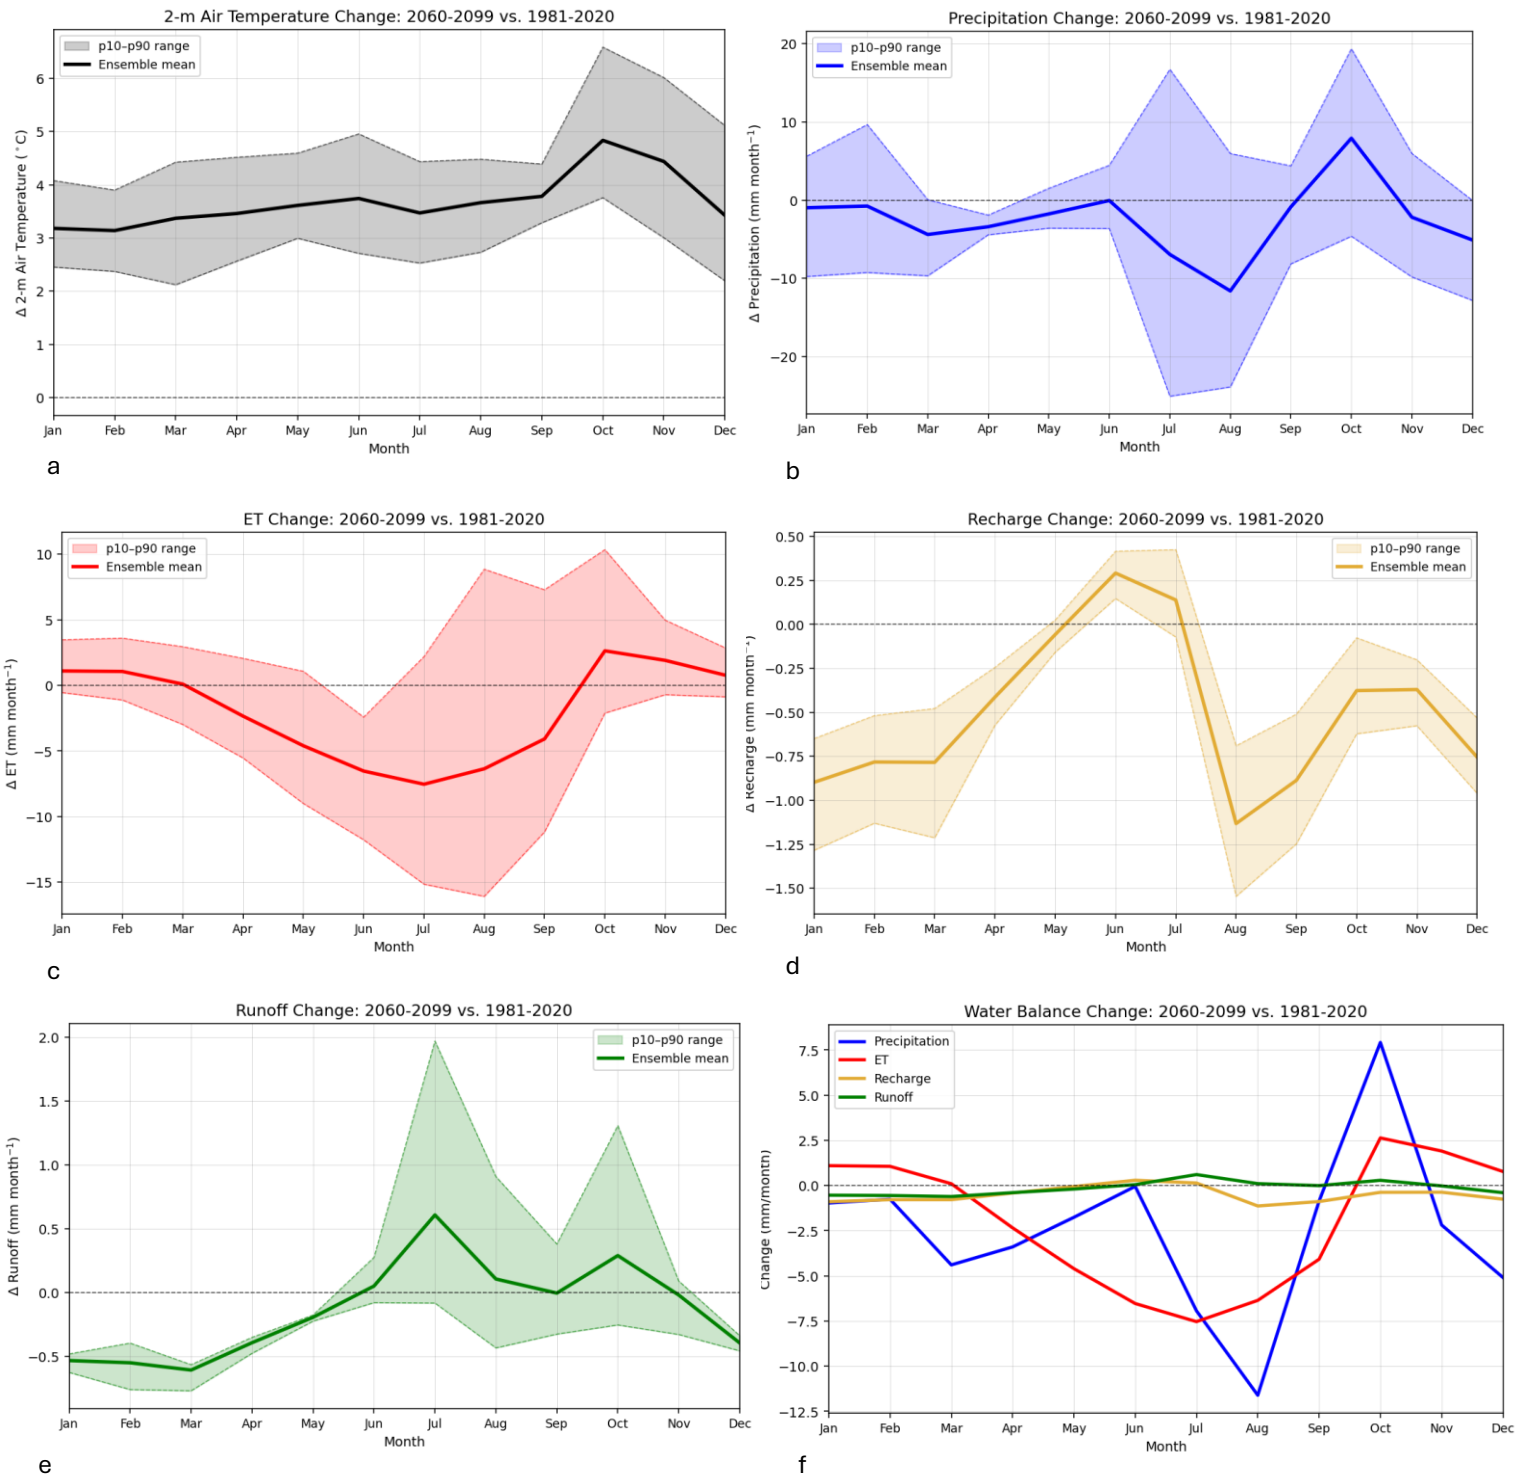 2-m Air Temperature Change: 2060-2099 vs. 1981-2020
p10–p90 range
Ensemble mean
Δ 2-m Air Temperature (°C)
6
5
4
3
2
1
0
Jan Feb Mar Apr May Jun Jul Aug Sep Oct Nov Dec
Month
a
Precipitation Change: 2060-2099 vs. 1981-2020
p10–p90 range
Ensemble mean
Δ Precipitation (mm month⁻¹)
20
10
0
−10
−20
Jan Feb Mar Apr May Jun Jul Aug Sep Oct Nov Dec
Month
b
ET Change: 2060-2099 vs. 1981-2020
p10–p90 range
Ensemble mean
Δ ET (mm month⁻¹)
10
5
0
−5
−10
−15
Jan Feb Mar Apr May Jun Jul Aug Sep Oct Nov Dec
Month
c
Recharge Change: 2060-2099 vs. 1981-2020
p10–p90 range
Ensemble mean
Δ Recharge (mm month⁻¹)
0.50
0.25
0.00
−0.25
−0.50
−0.75
−1.00
−1.25
−1.50
Jan Feb Mar Apr May Jun Jul Aug Sep Oct Nov Dec
Month
d
Runoff Change: 2060-2099 vs. 1981-2020
p10–p90 range
Ensemble mean
Δ Runoff (mm month⁻¹)
2.0
1.5
1.0
0.5
0.0
−0.5
Jan Feb Mar Apr May Jun Jul Aug Sep Oct Nov Dec
Month
e
Water Balance Change: 2060-2099 vs. 1981-2020
Precipitation
ET
Recharge
Runoff
Change (mm/month)
7.5
5.0
2.5
0.0
−2.5
−5.0
−7.5
−10.0
−12.5
Jan Feb Mar Apr May Jun Jul Aug Sep Oct Nov Dec
Month
f